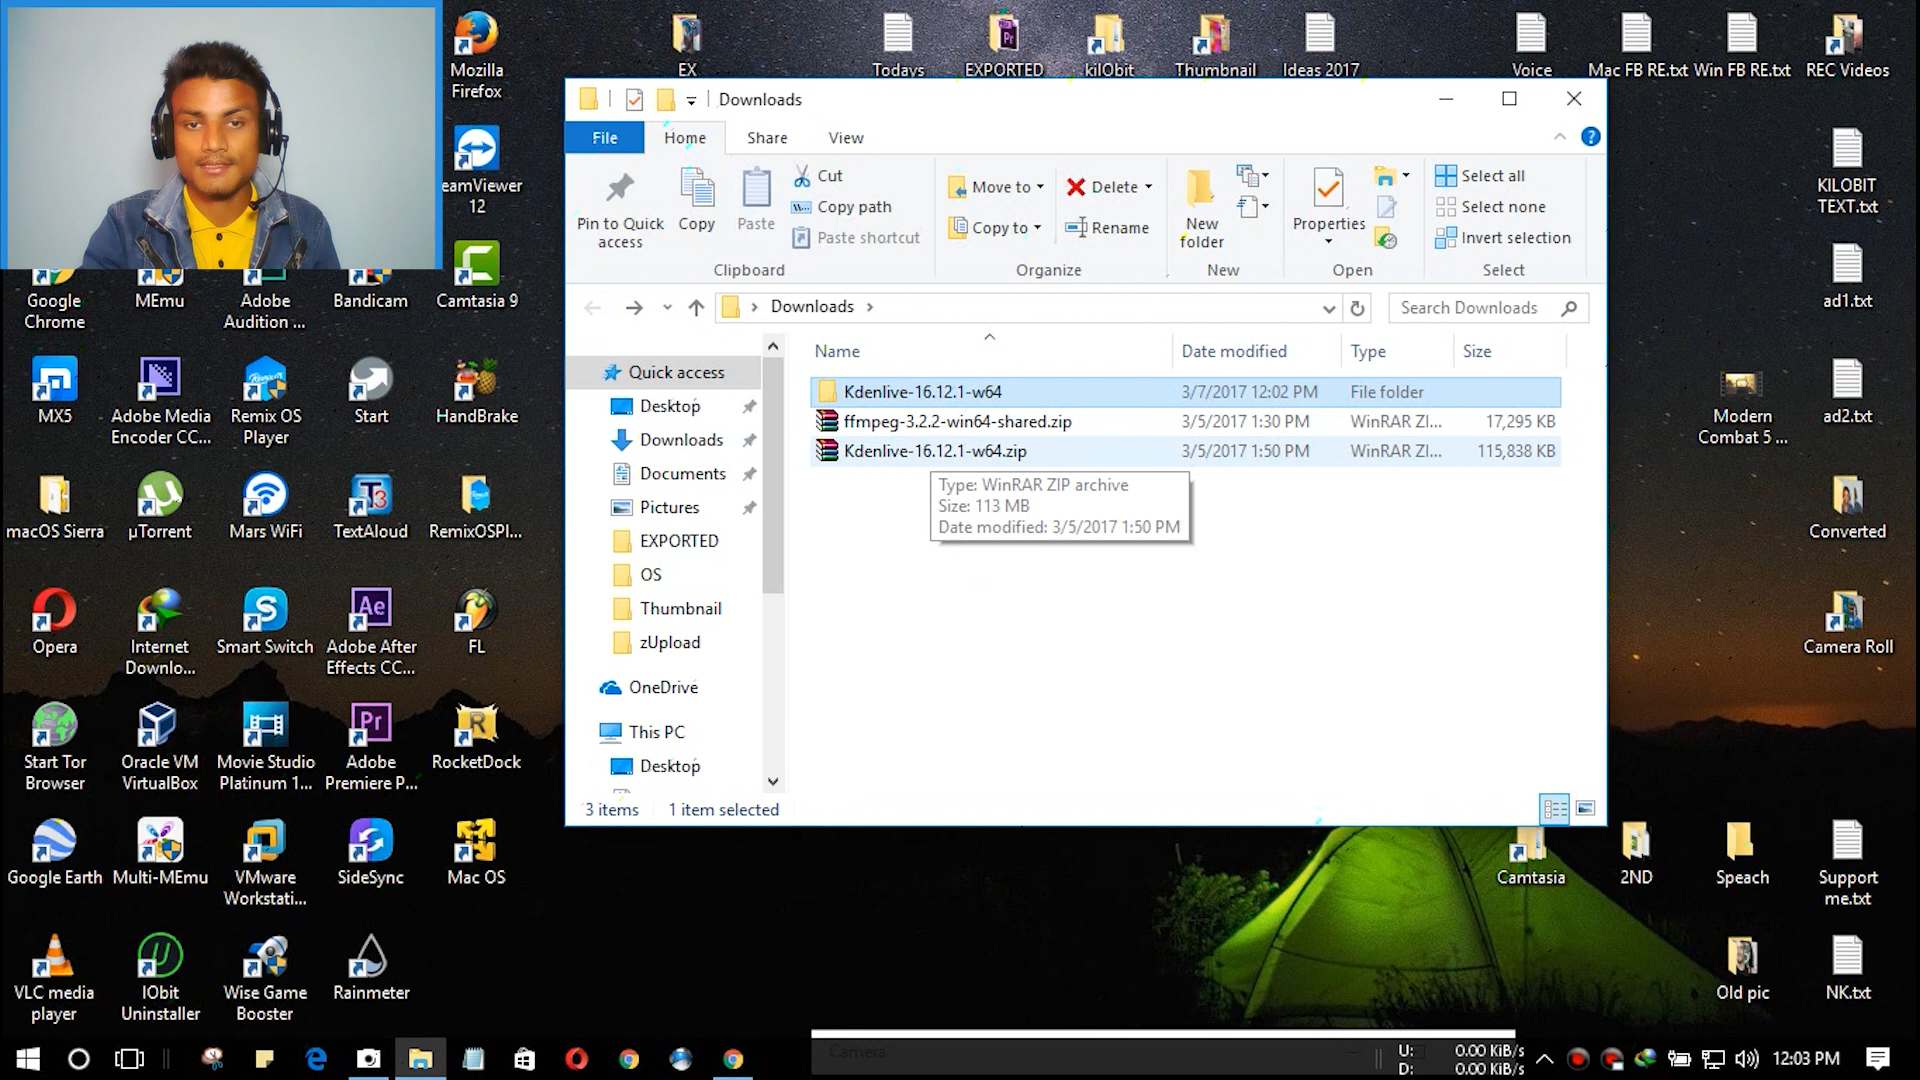 Mozilla
Firefox
EX
Todays
EXPORTED
kilObit
Thumbnail
Ideas 2017
Voice
Mac FB RE.txt
Win FB RE.txt
REC Videos
Downloads
File
Home
Share
View
Pin to Quick
access
Copy
Paste
Cut
Copy path
Paste shortcut
Clipboard
Move to
Copy to
Delete
Rename
Organize
New
folder
New
Properties
Open
Select all
Select none
Invert selection
Select
Downloads
Search Downloads
Name
Date modified
Type
Size
Kdenlive-16.12.1-w64
3/7/2017 12:02 PM
File folder
ffmpeg-3.2.2-win64-shared.zip
3/5/2017 1:30 PM
WinRAR ZI...
17,295 KB
Kdenlive-16.12.1-w64.zip
3/5/2017 1:50 PM
WinRAR ZI...
115,838 KB
Type: WinRAR ZIP archive
Size: 113 MB
Date modified: 3/5/2017 1:50 PM
Quick access
Desktop
Downloads
Documents
Pictures
EXPORTED
OS
Thumbnail
zUpload
OneDrive
This PC
Desktop
3 items
1 item selected
eamViewer
12
Google
Chrome
MEmu
Adobe
Audition ...
Bandicam
Camtasia 9
MX5
Adobe Media
Encoder CC...
Remix OS
Player
Start
HandBrake
macOS Sierra
µTorrent
Mars WiFi
TextAloud
RemixOSPl...
Opera
Internet
Downlo...
Smart Switch
Adobe After
Effects CC...
FL
Start Tor
Browser
Oracle VM
VirtualBox
Movie Studio
Platinum 1...
Adobe
Premiere P...
RocketDock
Google Earth
Multi-MEmu
VMware
Workstati...
SideSync
Mac OS
VLC media
player
IObit
Uninstaller
Wise Game
Booster
Rainmeter
KILOBIT
TEXT.txt
ad1.txt
Modern
Combat 5 ...
ad2.txt
Converted
Camera Roll
Camtasia
2ND
Speach
Support
me.txt
Old pic
NK.txt
Camera
U:
0.00 KiB/s
D:
0.00 KiB/s
12:03 PM